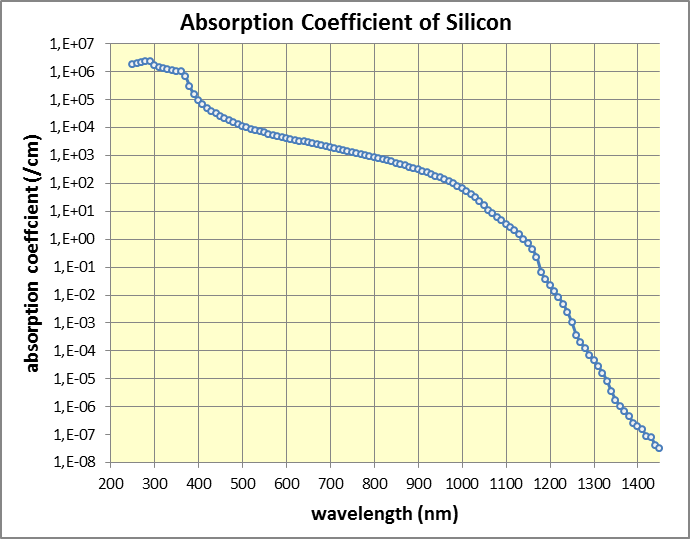 Absorption Coefficient of Silicon
1,E+07
1,E+06
1,E+05
1,E+04
1,E+03
1,E+02
1,E+01
1,E+00
1,E-01
1,E-02
1,E-03
1,E-04
1,E-05
1,E-06
1,E-07
1,E-08
absorption coeffcient (/cm)
200 300 400 500 600 700 800 900 1000 1100 1200 1300 1400
wavelength (nm)